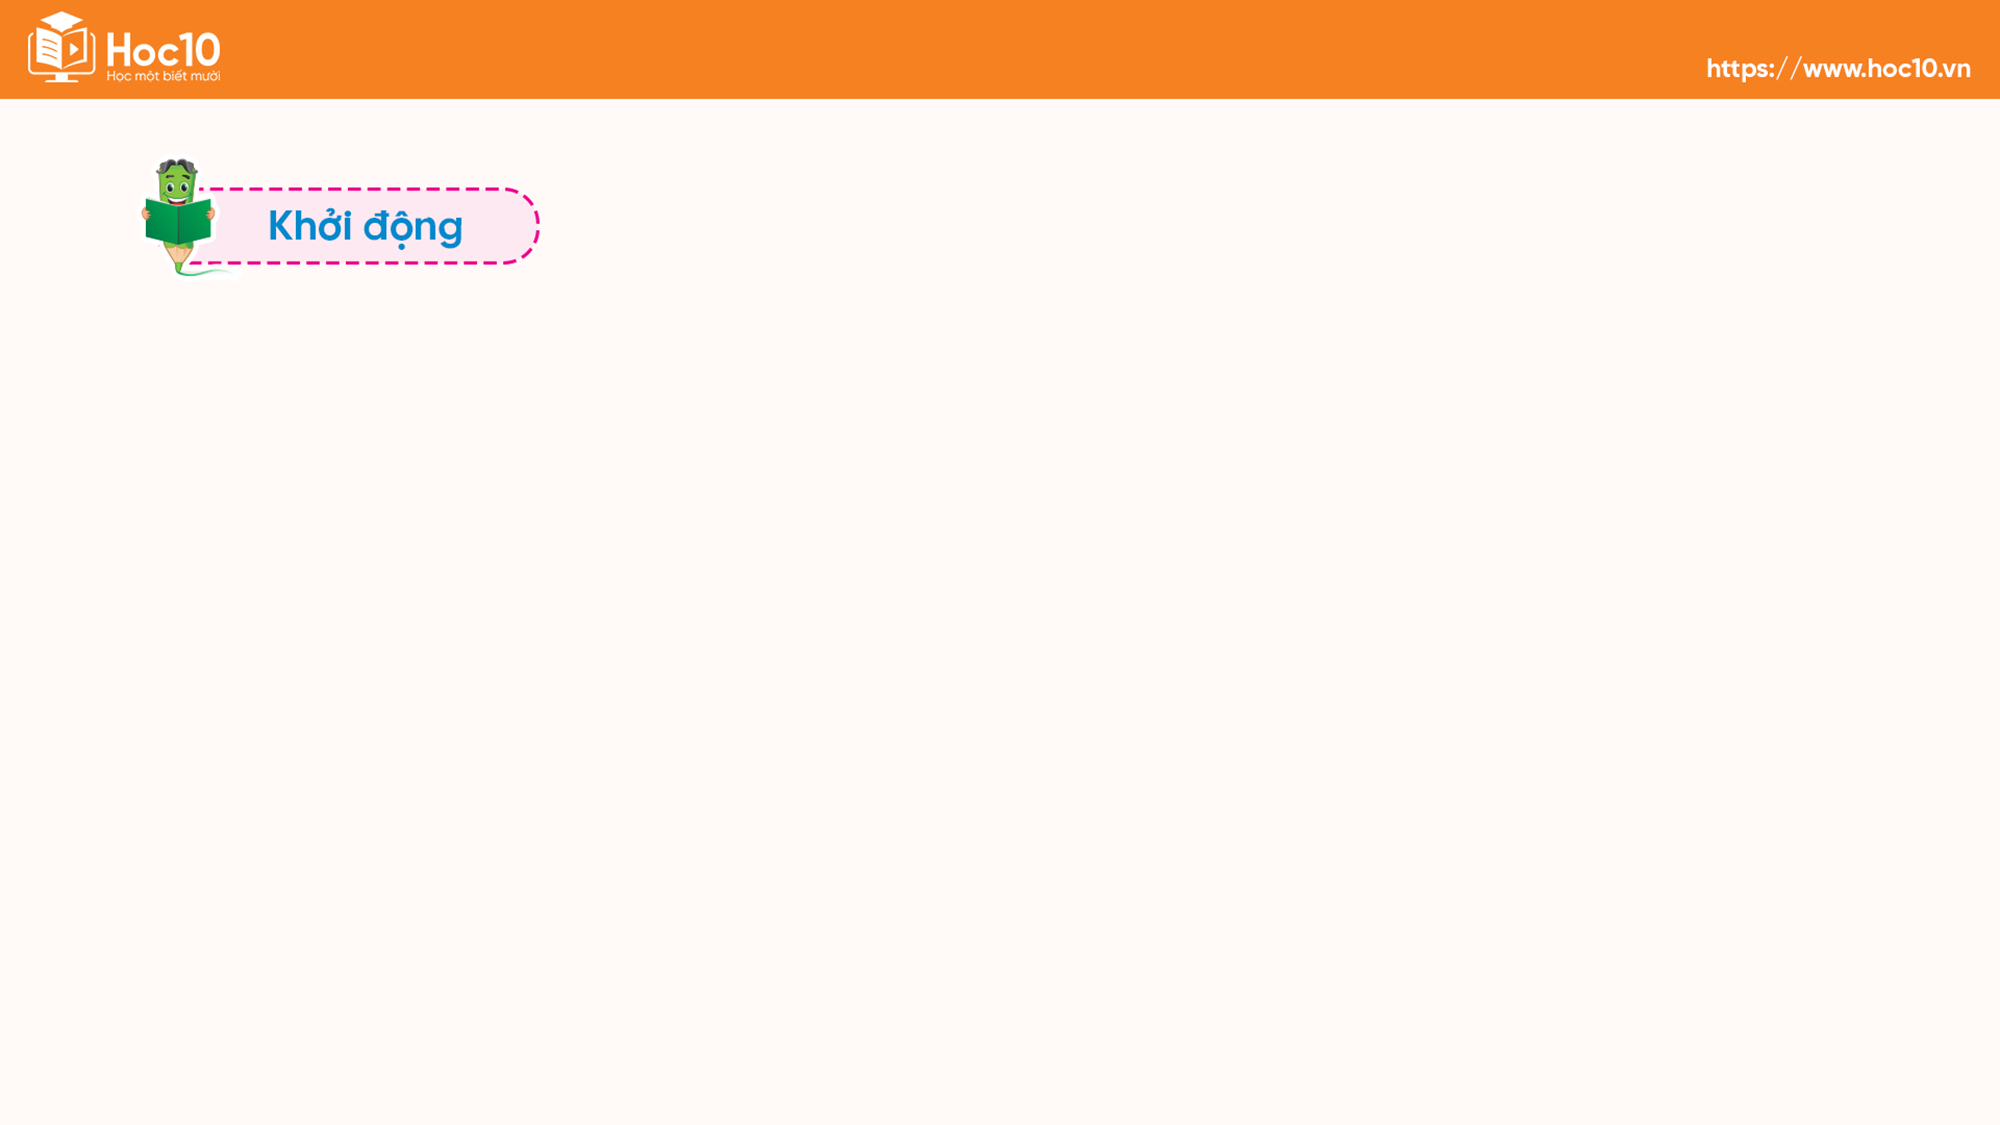 Hoc10
Học một biết mười
https://www.hoc10.vn
Khởi động